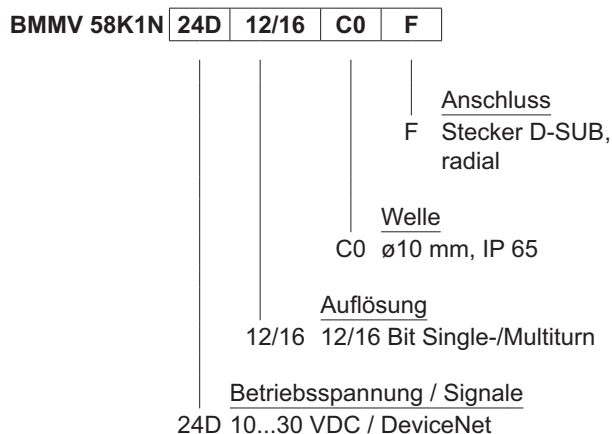 BMMV 58K1N 24D 12/16 C0 F
Anschluss
F Stecker D-SUB,
radial
Welle
C0 ø10 mm, IP 65
Auflösung
12/16 12/16 Bit Single-/Multiturn
Betriebsspannung / Signale
24D 10...30 VDC / DeviceNet